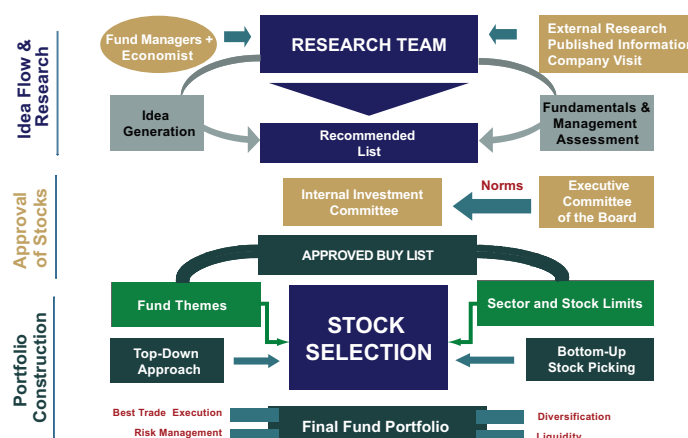 Idea Flow &
Research
Fund Managers +
Economist
RESEARCH TEAM
External Research
Published Information
Company Visit
Idea
Generation
Recommended
List
Fundamentals &
Management
Assessment
Approval
of Stocks
Internal Investment
Committee
Norms
Executive
Committee
of the Board
APPROVED BUY LIST
Portfolio
Construction
Fund Themes
STOCK
SELECTION
Sector and Stock Limits
Top-Down
Approach
Bottom-Up
Stock Picking
Best Trade Execution
Risk Management
Final Fund Portfolio
Diversification
Liquidity